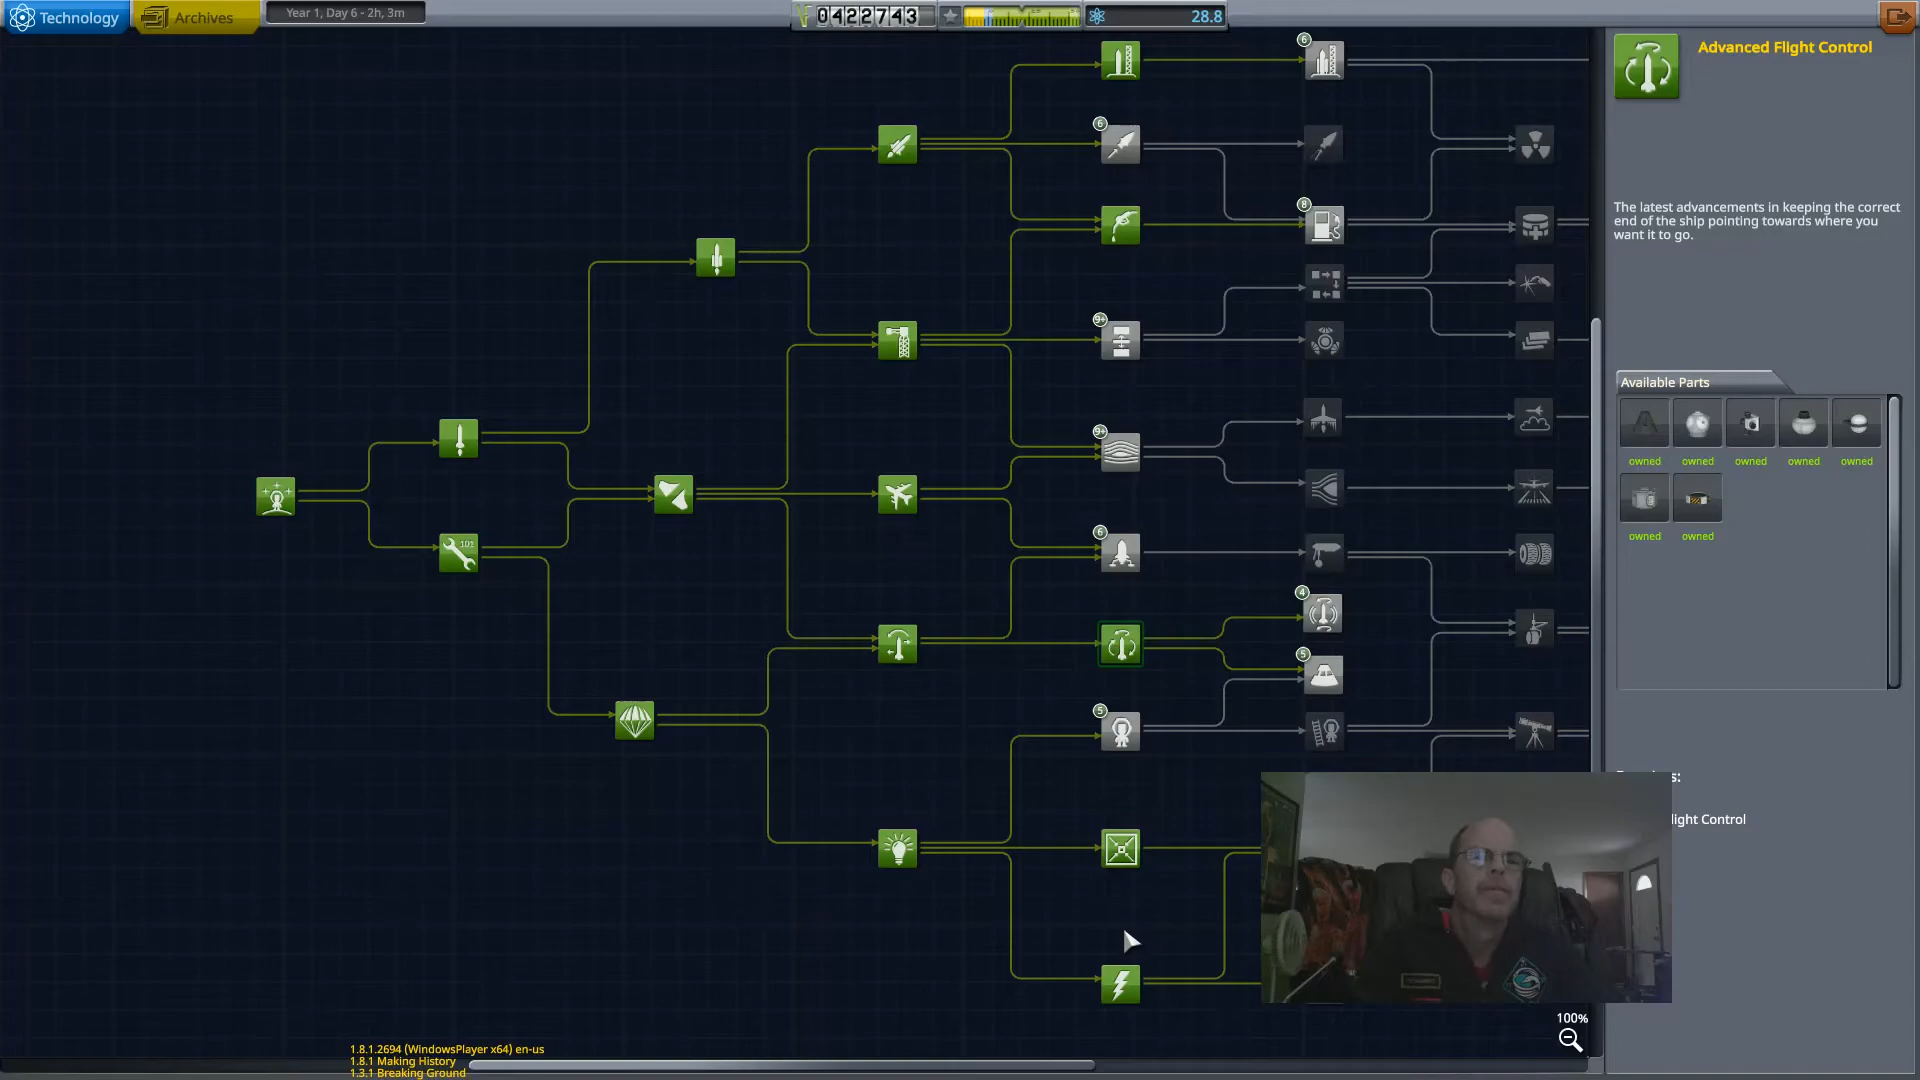 Technology
Archives
Year 1, Day 6 - 2h, 3m
0422743
28.8
Advanced Flight Control
The latest advancements in keeping the correct
end of the ship pointing towards where you
want it to go.
6
6
8
9+
9+
6
4
5
5
101
Available Parts
owned owned owned owned owned
owned owned
s:
light Control
100%
1.8.1.2694 (WindowsPlayer x64) en-us
1.8.1 Making History
1.3.1 Breaking Ground